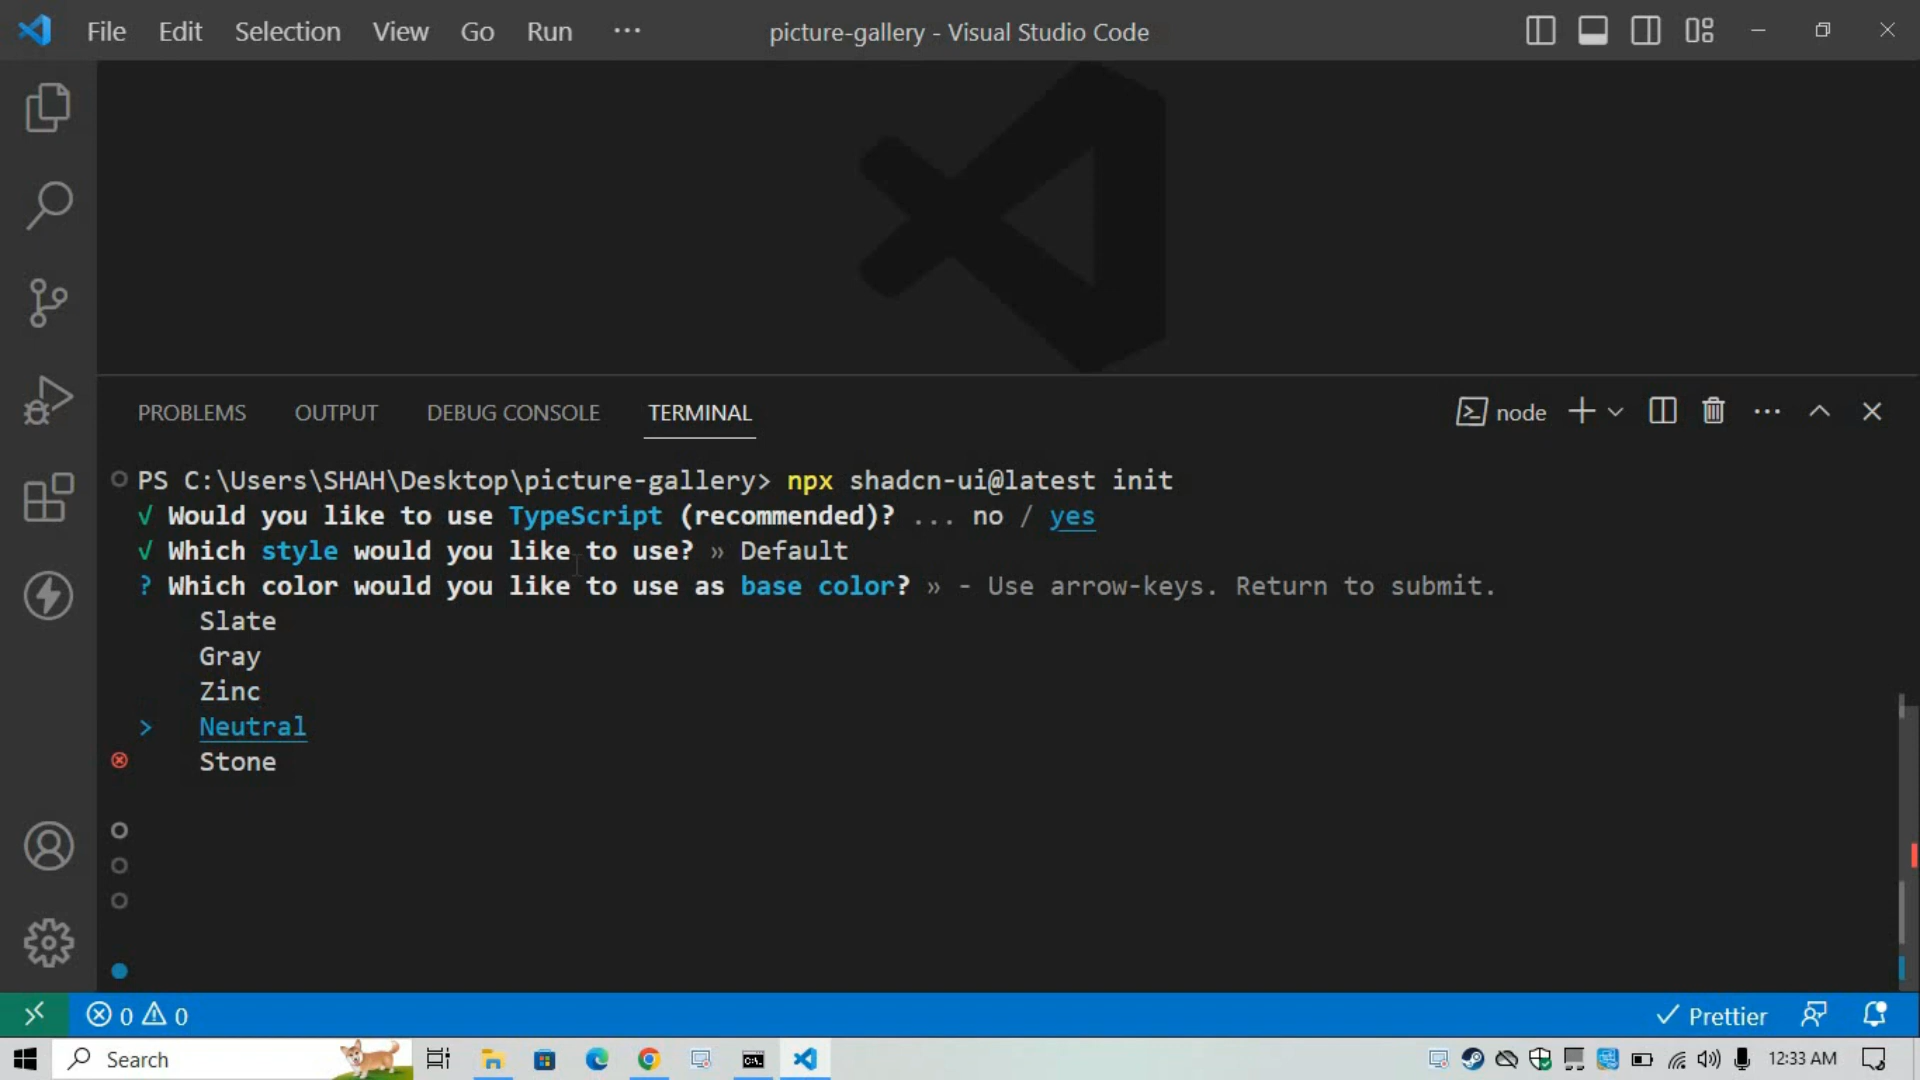 File Edit Selection View Go Run ...
picture-gallery - Visual Studio Code
PROBLEMS OUTPUT DEBUG CONSOLE TERMINAL
node
PS C:\Users\SHAH\Desktop\picture-gallery> npx shadcn-ui@latest init
√ Would you like to use TypeScript (recommended)? ... no / yes
√ Which style would you like to use? » Default
? Which color would you like to use as base color? » - Use arrow-keys. Return to submit.
Slate
Gray
Zinc
> Neutral
Stone
0 0
Prettier
Search
12:33 AM